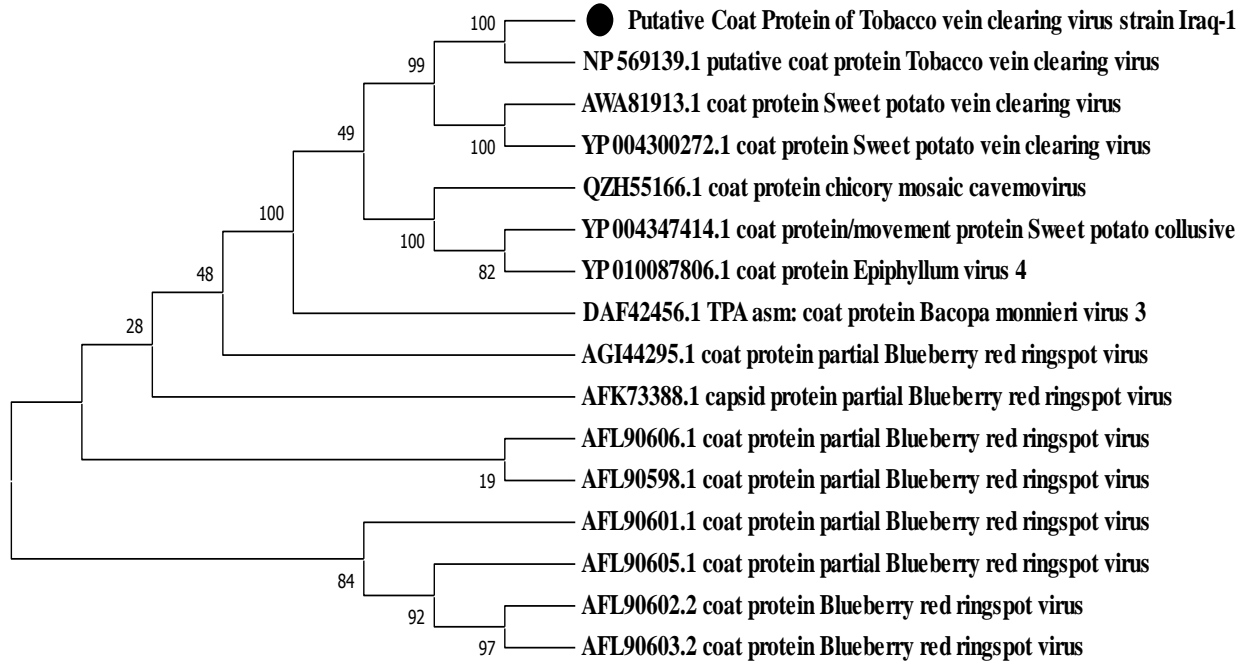 100
Putative Coat Protein of Tobacco vein clearing virus strain Iraq-1
99
NP 569139.1 putative coat protein Tobacco vein clearing virus
AWA81913.1 coat protein Sweet potato vein clearing virus
49
100
YP 004300272.1 coat protein Sweet potato vein clearing virus
QZH55166.1 coat protein chicory mosaic cavemovirus
100
YP 004347414.1 coat protein/movement protein Sweet potato collusive
100
48
82
YP 010087806.1 coat protein Epiphyllum virus 4
28
DAF42456.1 TPA asm: coat protein Bacopa monnieri virus 3
AGI44295.1 coat protein partial Blueberry red ringspot virus
AFK73388.1 capsid protein partial Blueberry red ringspot virus
AFL90606.1 coat protein partial Blueberry red ringspot virus
19
AFL90598.1 coat protein partial Blueberry red ringspot virus
AFL90601.1 coat protein partial Blueberry red ringspot virus
84
AFL90605.1 coat protein partial Blueberry red ringspot virus
92
AFL90602.2 coat protein Blueberry red ringspot virus
97
AFL90603.2 coat protein Blueberry red ringspot virus